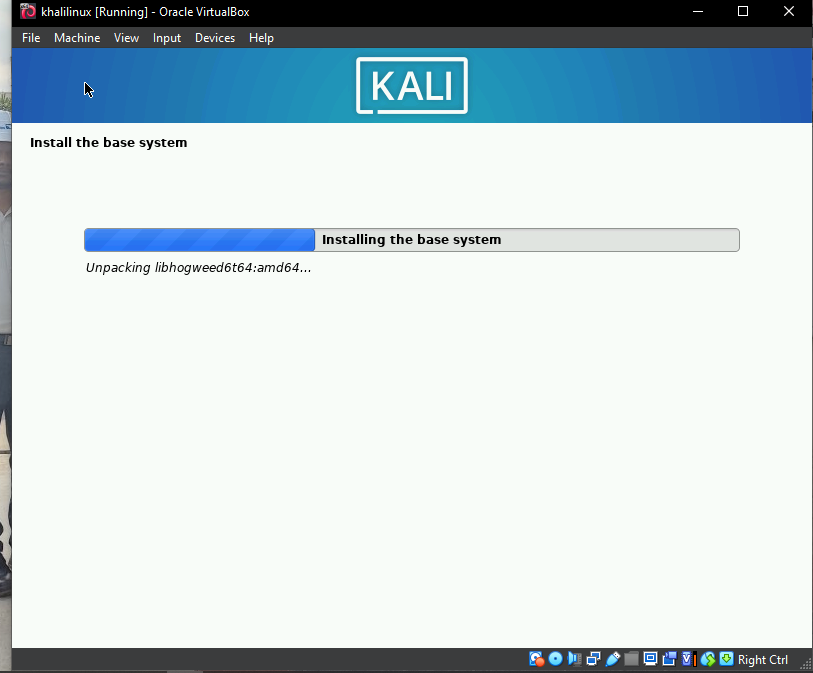 khalilinux [Running] - Oracle VirtualBox
File Machine View Input Devices Help
KALI
Install the base system
Installing the base system
Unpacking libhogweed6t64:amd64...
Right Ctrl